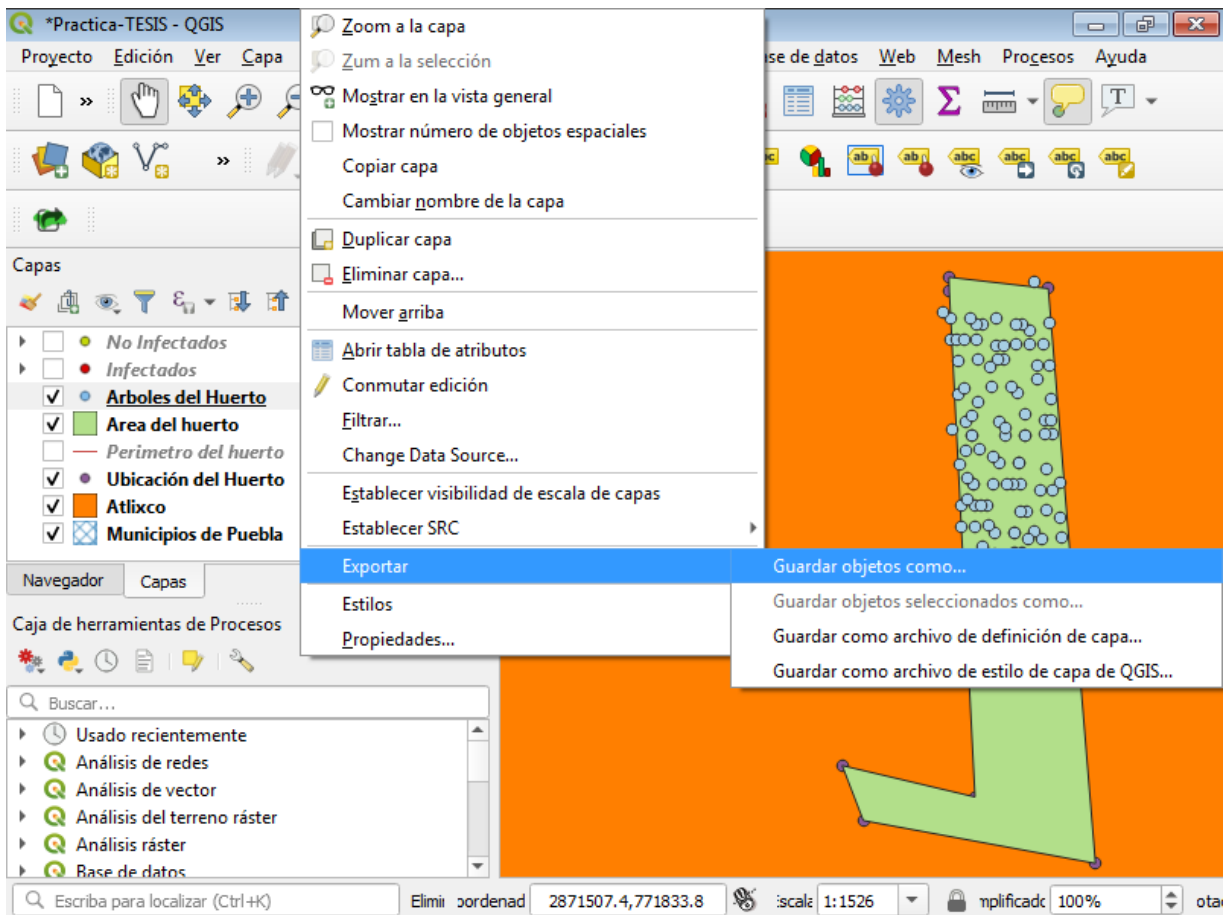 *Practica-TESIS - QGIS
Proyecto Edición Ver Capa
se de datos Web Mesh Procesos Ayuda
Zoom a la capa
Zum a la selección
Mostrar en la vista general
Mostrar número de objetos espaciales
Copiar capa
Cambiar nombre de la capa
Duplicar capa
Eliminar capa...
Mover arriba
Abrir tabla de atributos
Conmutar edición
Filtrar...
Change Data Source...
Establecer visibilidad de escala de capas
Establecer SRC
Exportar
Estilos
Propiedades...
Guardar objetos como...
Guardar objetos seleccionados como...
Guardar como archivo de definición de capa...
Guardar como archivo de estilo de capa de QGIS...
Capas
No Infectados
Infectados
Arboles del Huerto
Area del huerto
Perimetro del huerto
Ubicación del Huerto
Atlixco
Municipios de Puebla
Navegador Capas
Caja de herramientas de Procesos
Buscar...
Usado recientemente
Análisis de redes
Análisis de vector
Análisis del terreno ráster
Análisis ráster
Base de datos
Escriba para localizar (Ctrl+K) Elimi oordenad 2871507.4,771833.8 scala 1:1526 mplificadc 100% ota